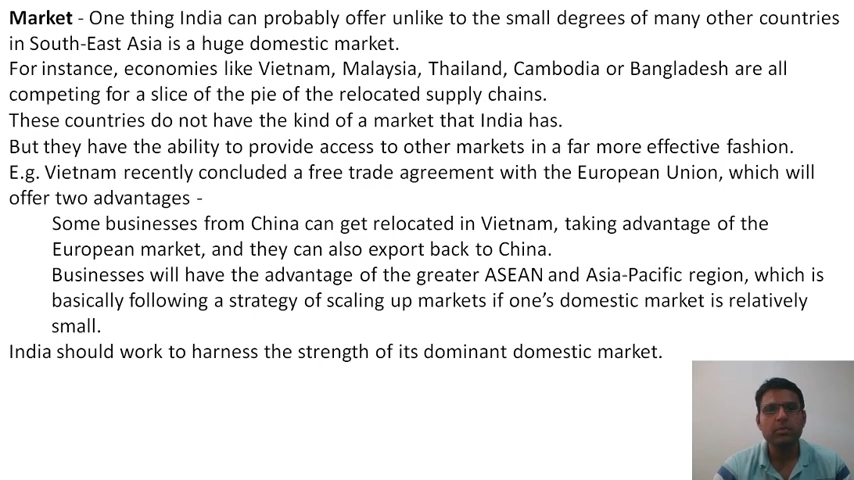 Market - One thing India can probably offer unlike to the small degrees of many other countries
in South-East Asia is a huge domestic market.
For instance, economies like Vietnam, Malaysia, Thailand, Cambodia or Bangladesh are all
competing for a slice of the pie of the relocated supply chains.
These countries do not have the kind of a market that India has.
But they have the ability to provide access to other markets in a far more effective fashion.
E.g. Vietnam recently concluded a free trade agreement with the European Union, which will
offer two advantages -
Some businesses from China can get relocated in Vietnam, taking advantage of the
European market, and they can also export back to China.
Businesses will have the advantage of the greater ASEAN and Asia-Pacific region, which is
basically following a strategy of scaling up markets if one’s domestic market is relatively
small.
India should work to harness the strength of its dominant domestic market.